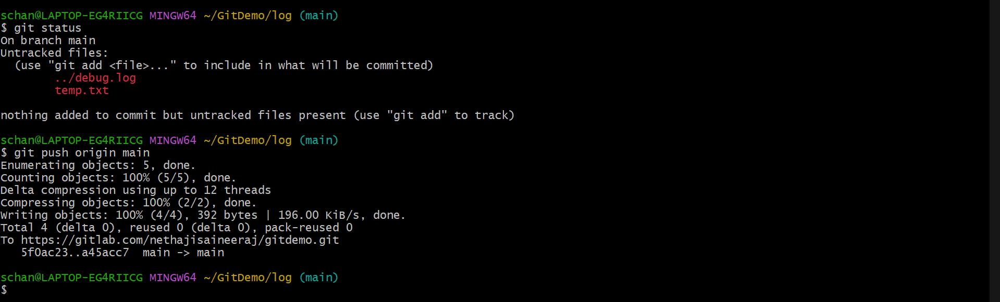 schan@LAPTOP-EG4RIICG MINGW64 ~/GitDemo/log (main)
$ git status
On branch main
Untracked files:
  (use "git add <file>..." to include in what will be committed)
        ../debug.log
        temp.txt

nothing added to commit but untracked files present (use "git add" to track)

schan@LAPTOP-EG4RIICG MINGW64 ~/GitDemo/log (main)
$ git push origin main
Enumerating objects: 5, done.
Counting objects: 100% (5/5), done.
Delta compression using up to 12 threads
Compressing objects: 100% (2/2), done.
Writing objects: 100% (4/4), 392 bytes | 196.00 KiB/s, done.
Total 4 (delta 0), reused 0 (delta 0), pack-reused 0
To https://gitlab.com/nethajisaineeraj/gitdemo.git
   5f0ac23..a45acc7  main -> main

schan@LAPTOP-EG4RIICG MINGW64 ~/GitDemo/log (main)
$